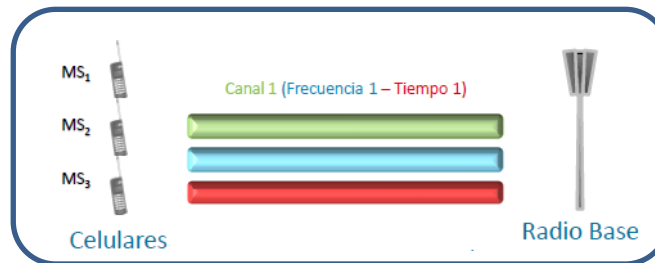 MS₁
Canal 1 (Frecuencia 1 – Tiempo 1)
MS₂
MS₃
Celulares
Radio Base